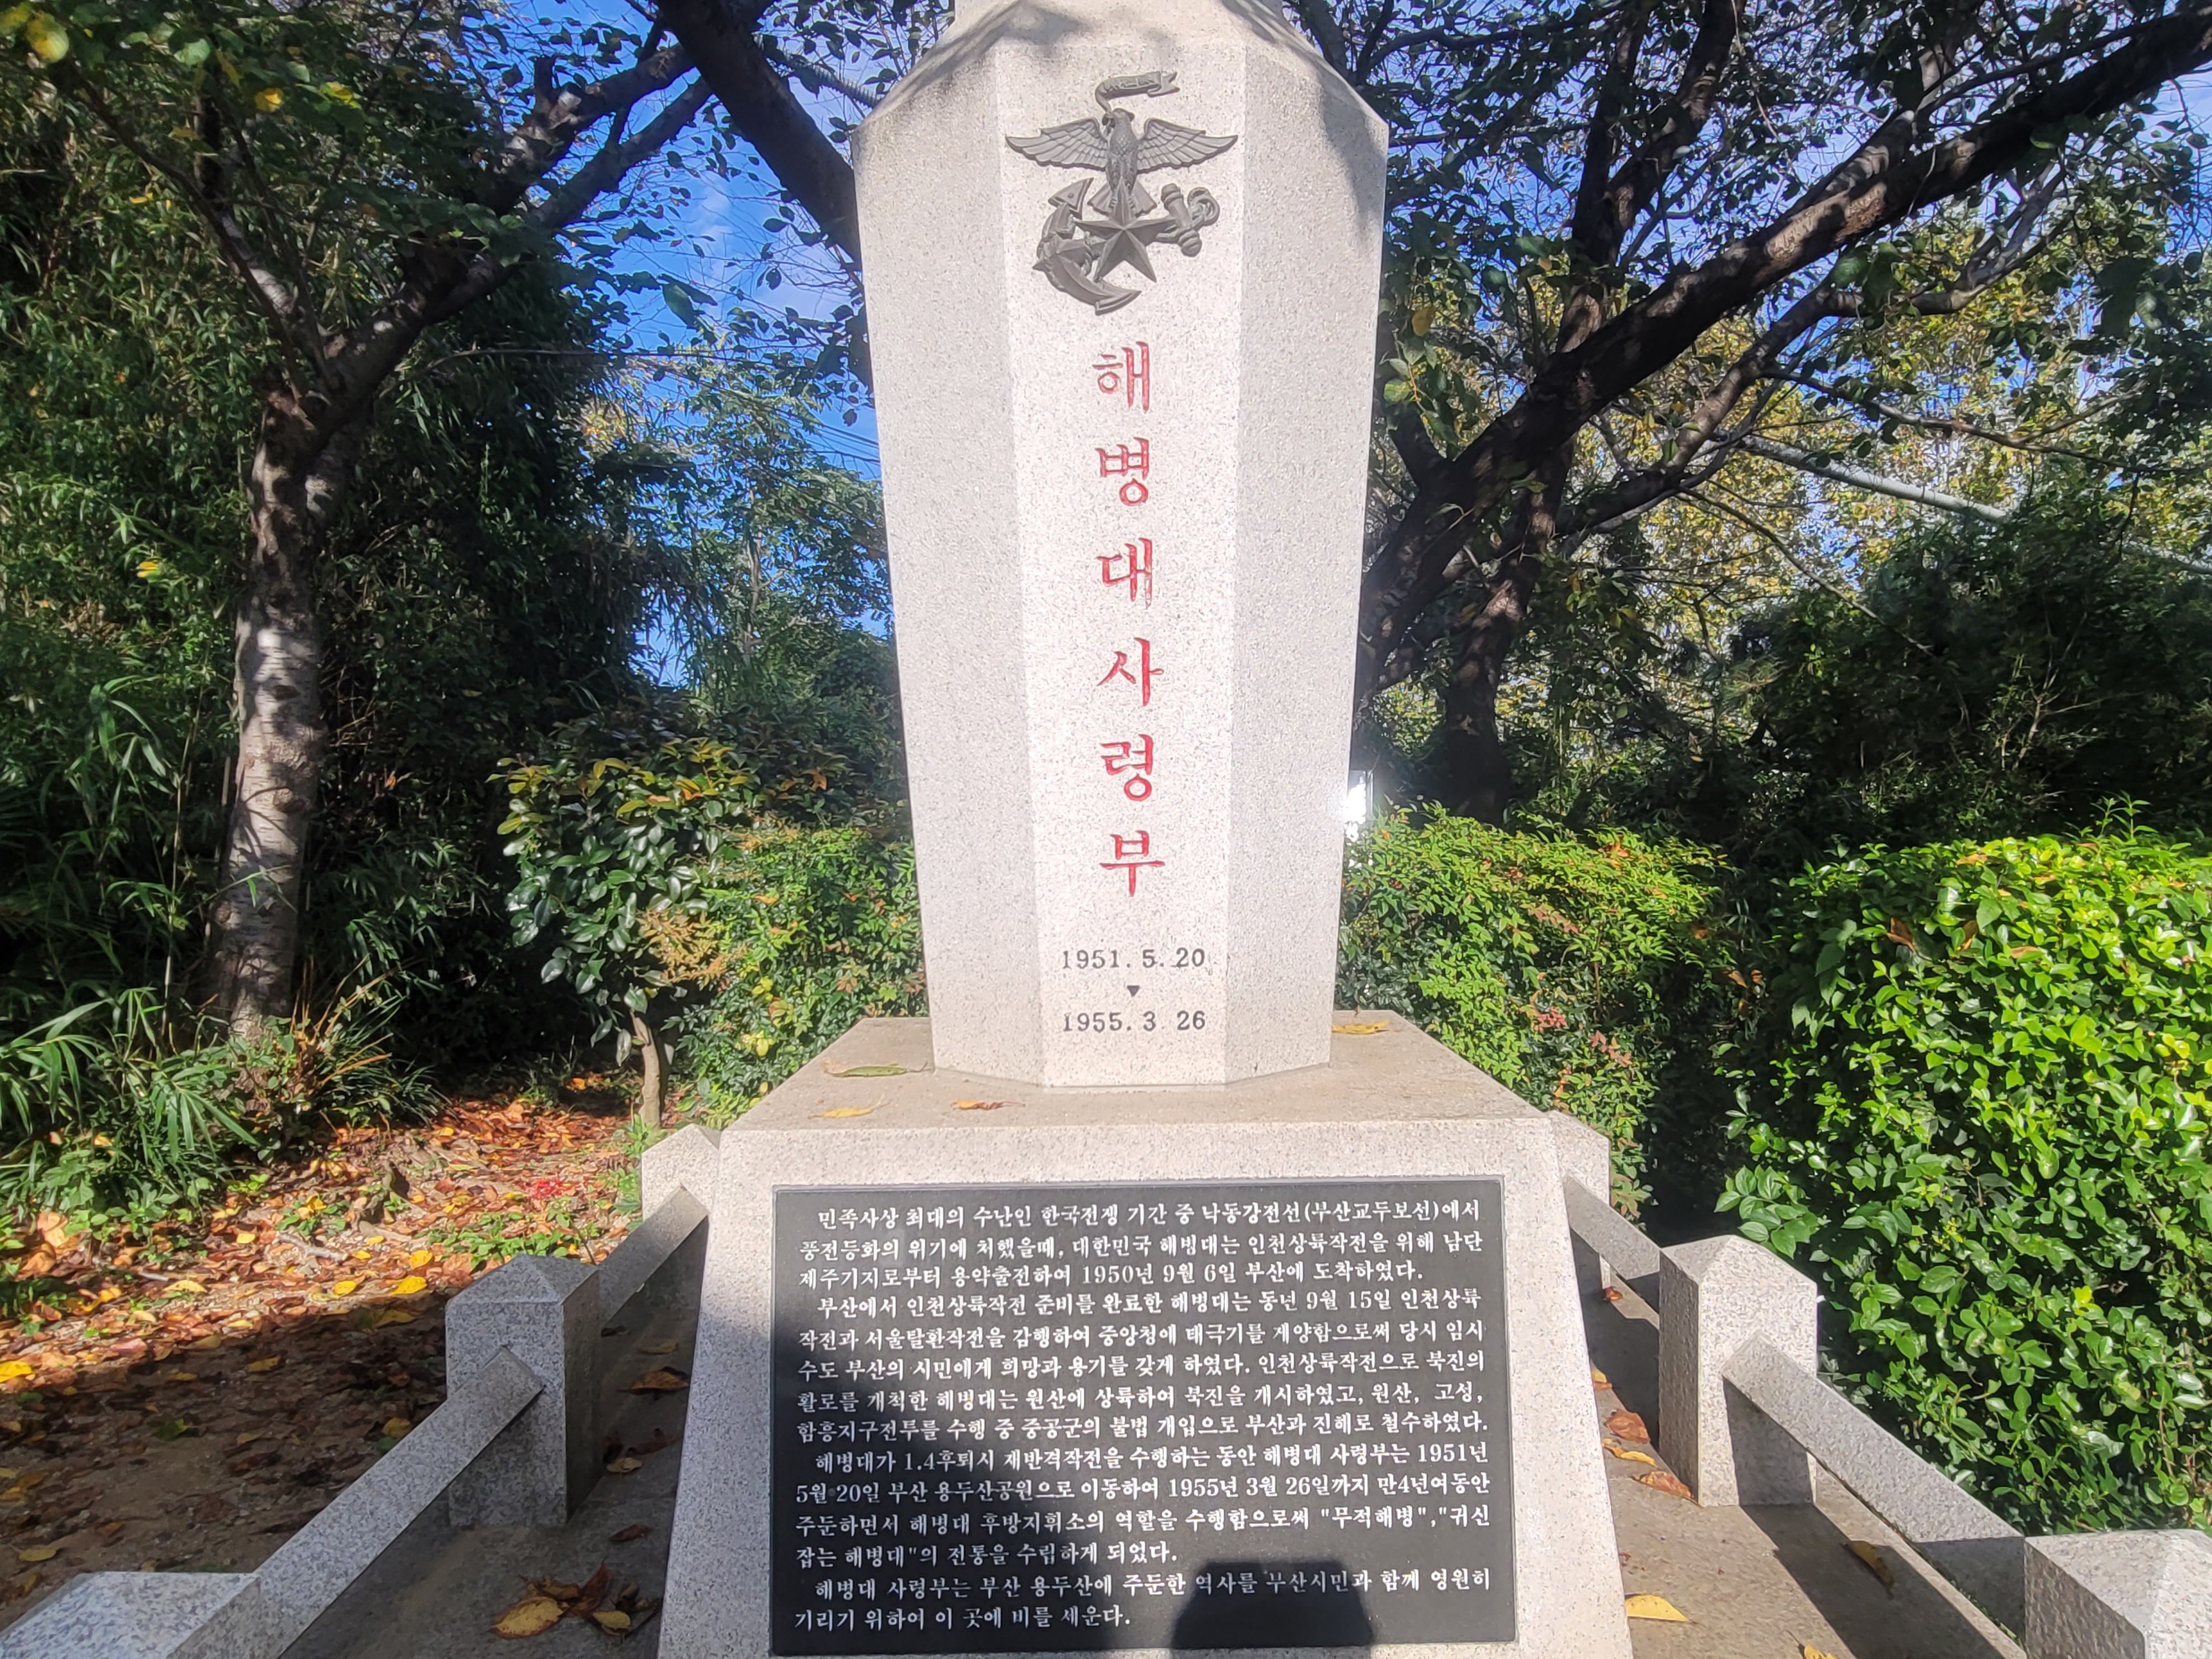 해병대사령부
1951. 5. 20
▼
1955. 3. 26
민족사상 최대의 수난인 한국전쟁 기간 중 낙동강전선(부산교두보선)에서
풍전등화의 위기에 처했을때, 대한민국 해병대는 인천상륙작전을 위해 남단
제주기지로부터 용약출전하여 1950년 9월 6일 부산에 도착하였다.
부산에서 인천상륙작전 준비를 완료한 해병대는 동년 9월 15일 인천상륙
작전과 서울탈환작전을 감행하여 중앙청에 태극기를 게양함으로써 당시 임시
수도 부산의 시민에게 희망과 용기를 갖게 하였다. 인천상륙작전으로 북진의
활로를 개척한 해병대는 원산에 상륙하여 북진을 개시하였고, 원산, 고성,
함흥지구전투를 수행 중 중공군의 불법 개입으로 부산과 진해로 철수하였다.
해병대가 1.4후퇴시 재반격작전을 수행하는 동안 해병대 사령부는 1951년
5월 20일 부산 용두산공원으로 이동하여 1955년 3월 26일까지 만4년여동안
주둔하면서 해병대 후방지휘소의 역할을 수행함으로써 "무적해병","귀신
잡는 해병대"의 전통을 수립하게 되었다.
해병대 사령부는 부산 용두산에 주둔한 역사를 부산시민과 함께 영원히
기리기 위하여 이 곳에 비를 세운다.